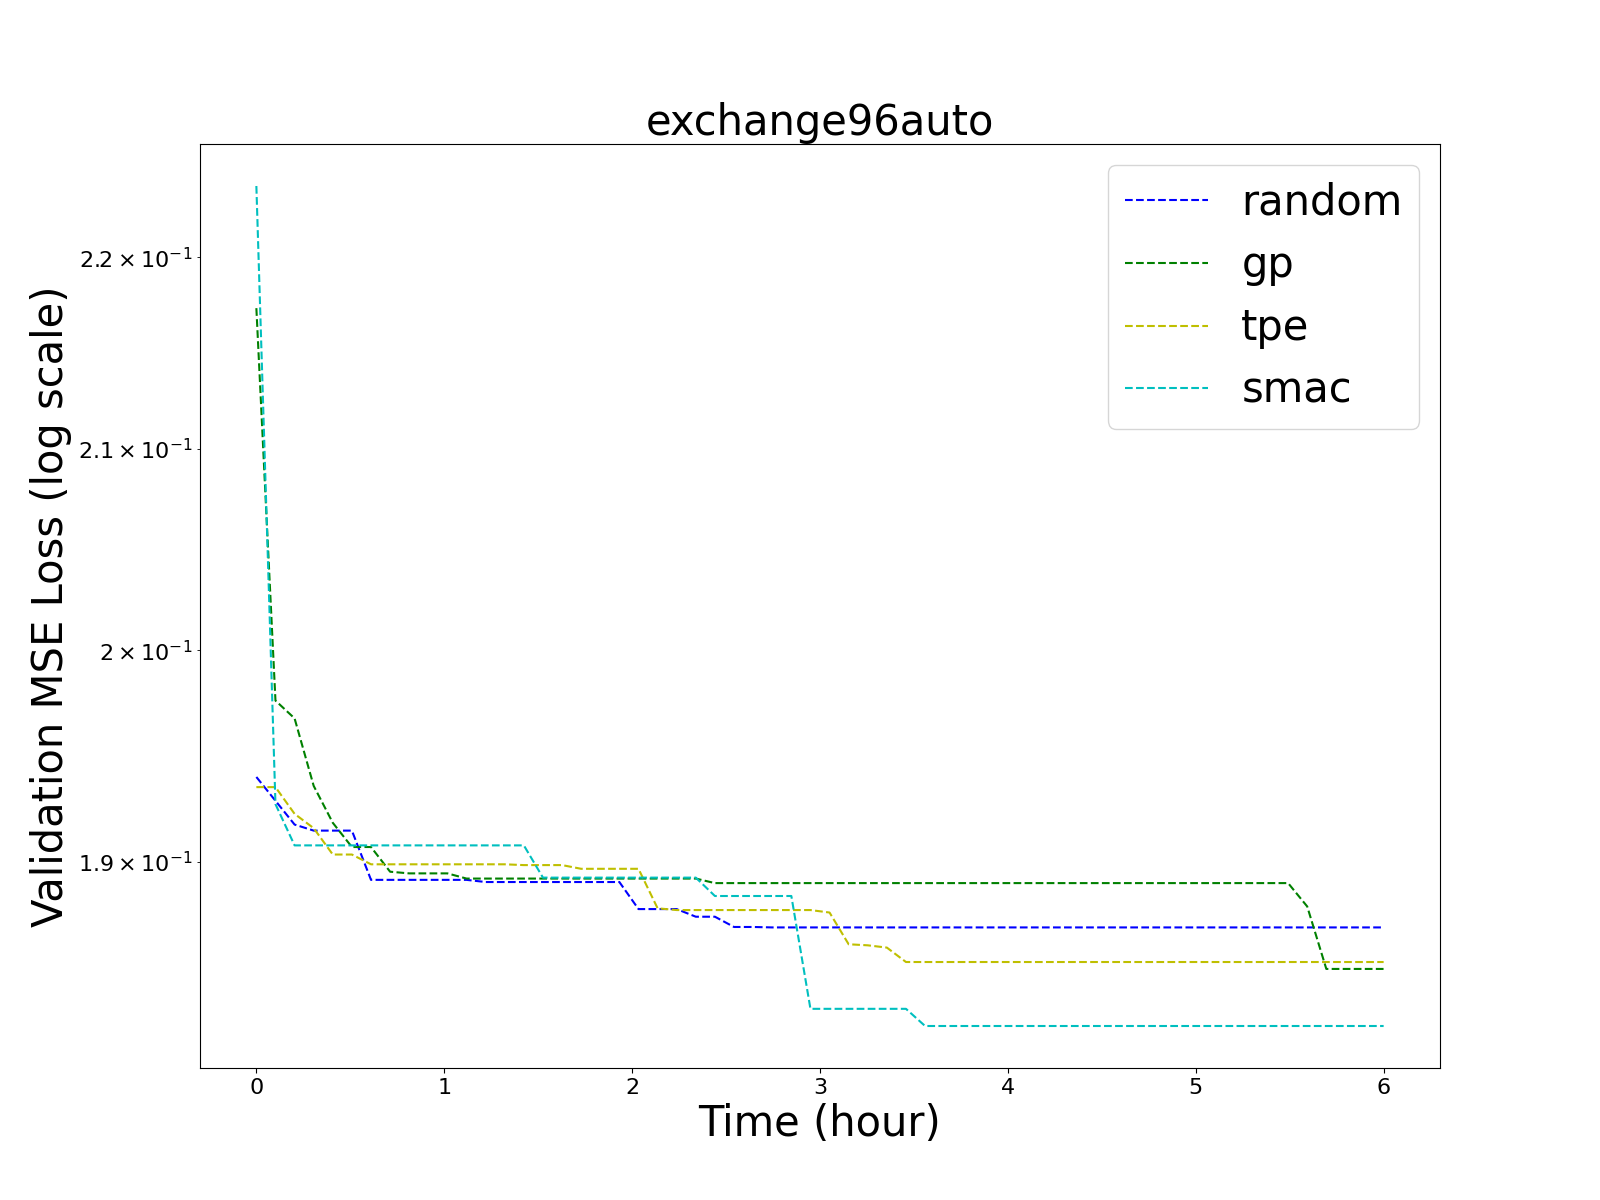 exchange96auto
Validation MSE Loss (log scale)
2.2 × 10⁻¹
2.1 × 10⁻¹
2 × 10⁻¹
1.9 × 10⁻¹
random
gp
tpe
smac
0 1 2 3 4 5 6
Time (hour)